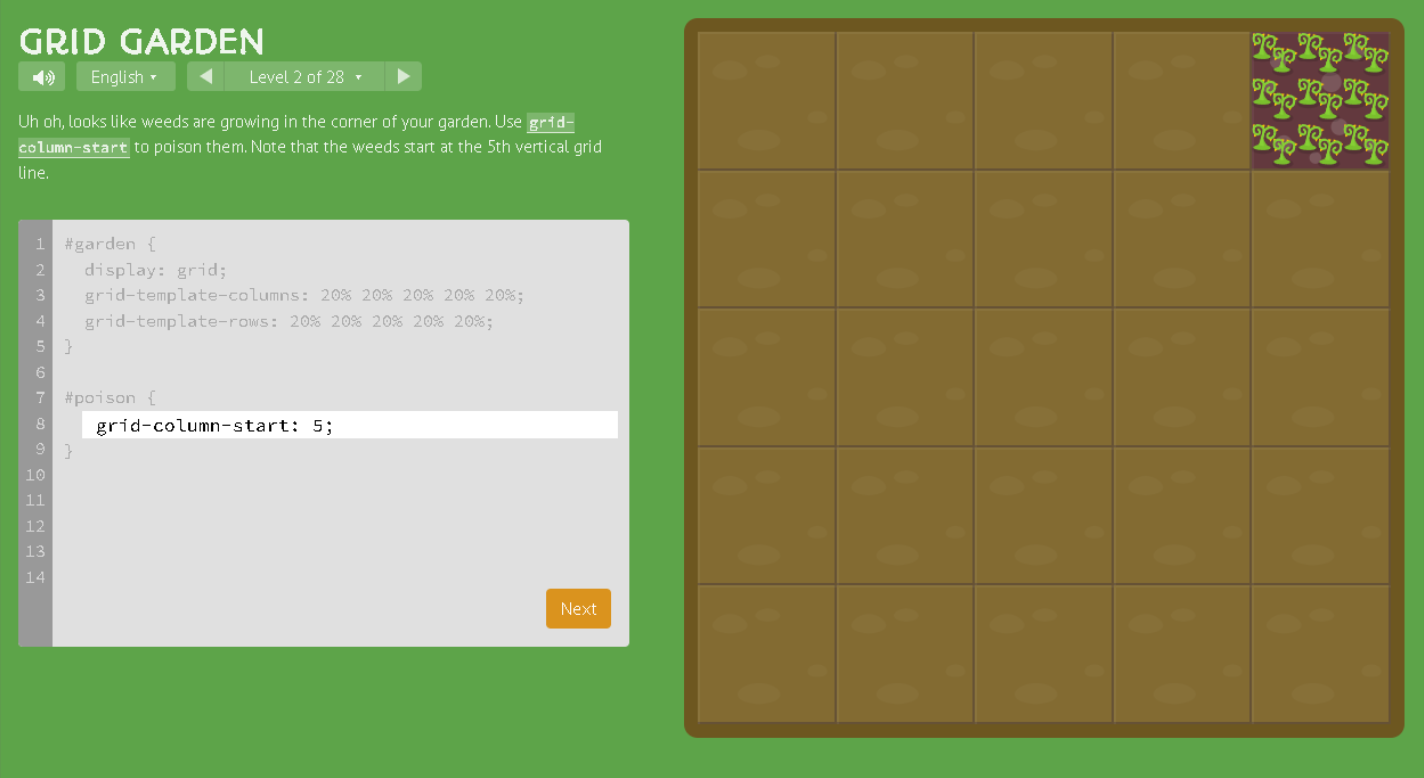 GRID GARDEN
English ▾
Level 2 of 28 ▾
Uh oh, looks like weeds are growing in the corner of your garden. Use grid-
column-start to poison them. Note that the weeds start at the 5th vertical grid
line.
1 #garden {
2 display: grid;
3 grid-template-columns: 20% 20% 20% 20% 20%;
4 grid-template-rows: 20% 20% 20% 20% 20%;
5 }
6
7 #poison {
8 grid-column-start: 5;
9 }
10
11
12
13
14
Next